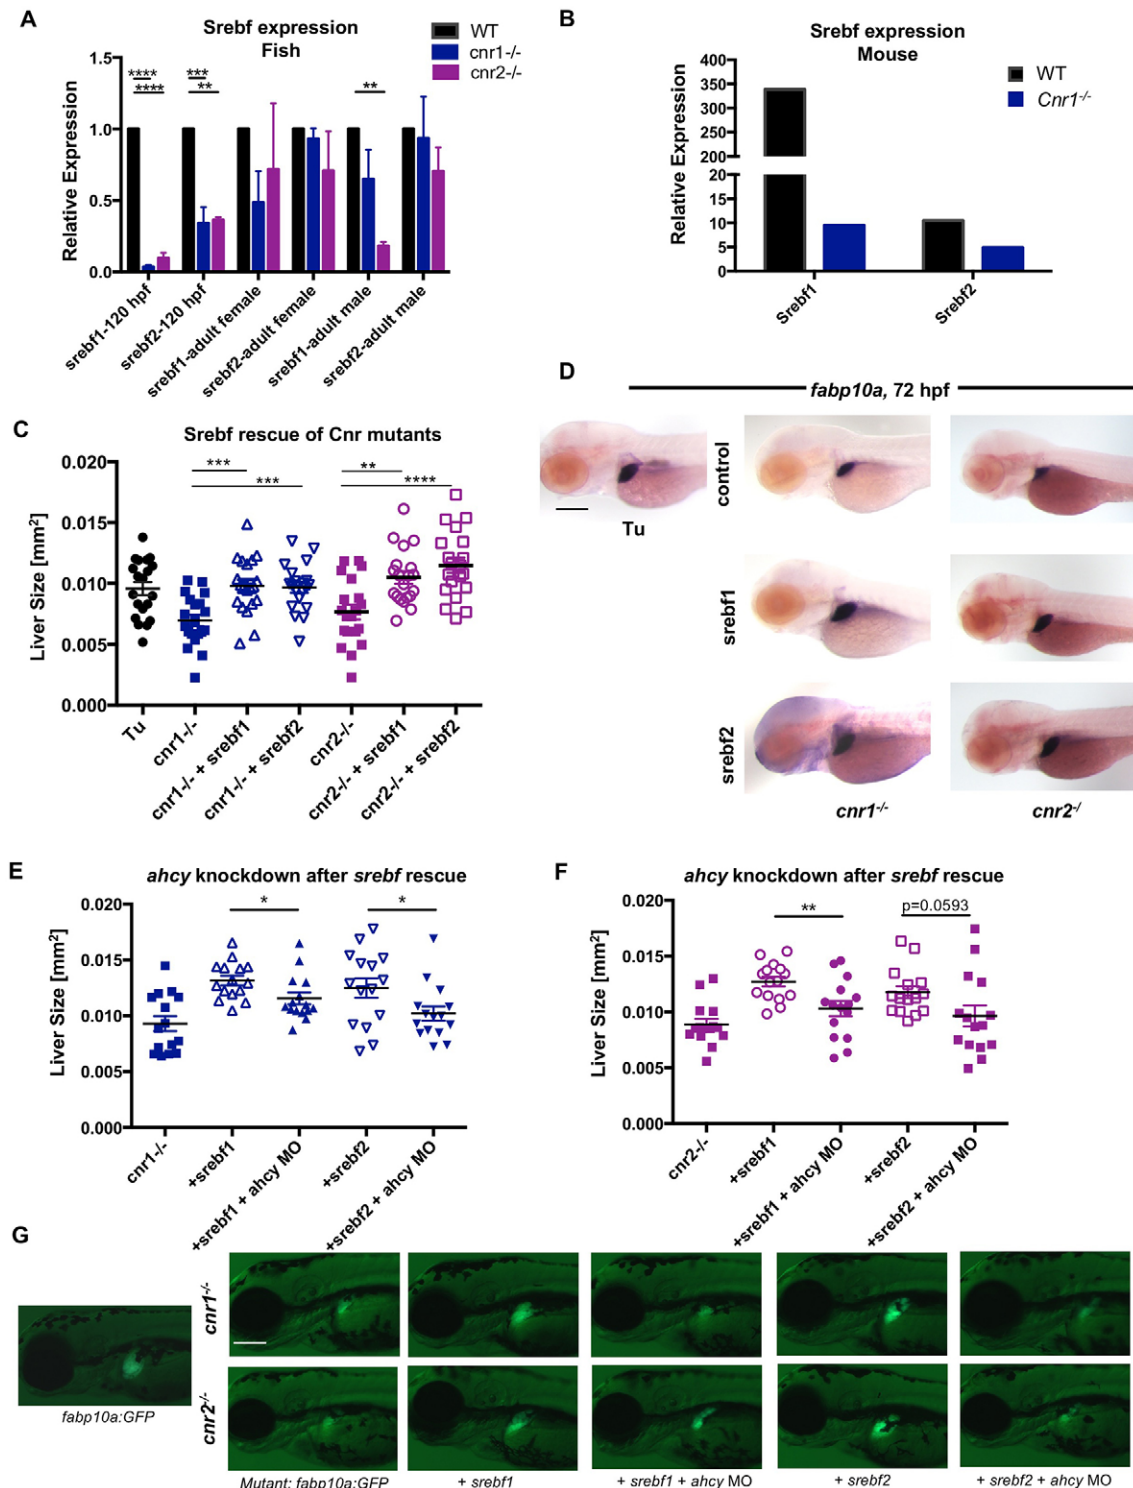 A
Srebf expression
Fish
WT
cnr1-/-
cnr2-/-
Relative Expression
1.5
1.0
0.5
0.0
****
****
***
**
**
srebf1-120 hpf
srebf2-120 hpf
srebf1-adult female
srebf2-adult female
srebf1-adult male
srebf2-adult male
B
Srebf expression
Mouse
WT
Cnr1-/-
Relative Expression
400
350
300
250
200
20
15
10
5
0
Srebf1
Srebf2
C
Srebf rescue of Cnr mutants
Liver Size [mm2]
0.020
0.015
0.010
0.005
0.000
***
***
**
****
Tu
cnr1-/-
cnr1-/- + srebf1
cnr1-/- + srebf2
cnr2-/-
cnr2-/- + srebf1
cnr2-/- + srebf2
D
fabp10a, 72 hpf
Tu
control
srebf1
srebf2
cnr1-/-
cnr2-/
E
ahcy knockdown after srebf rescue
Liver Size [mm2]
0.020
0.015
0.010
0.005
0.000
*
*
cnr1-/-
+srebf1
+srebf1 + ahcy MO
+srebf2
+srebf2 + ahcy MO
F
ahcy knockdown after srebf rescue
Liver Size [mm2]
0.020
0.015
0.010
0.005
0.000
**
p=0.0593
cnr2-/-
+srebf1
+srebf1 + ahcy MO
+srebf2
+srebf2 + ahcy MO
G
fabp10a:GFP
cnr1-/-
cnr2-/-
Mutant: fabp10a:GFP
+ srebf1
+ srebf1 + ahcy MO
+ srebf2
+ srebf2 + ahcy MO